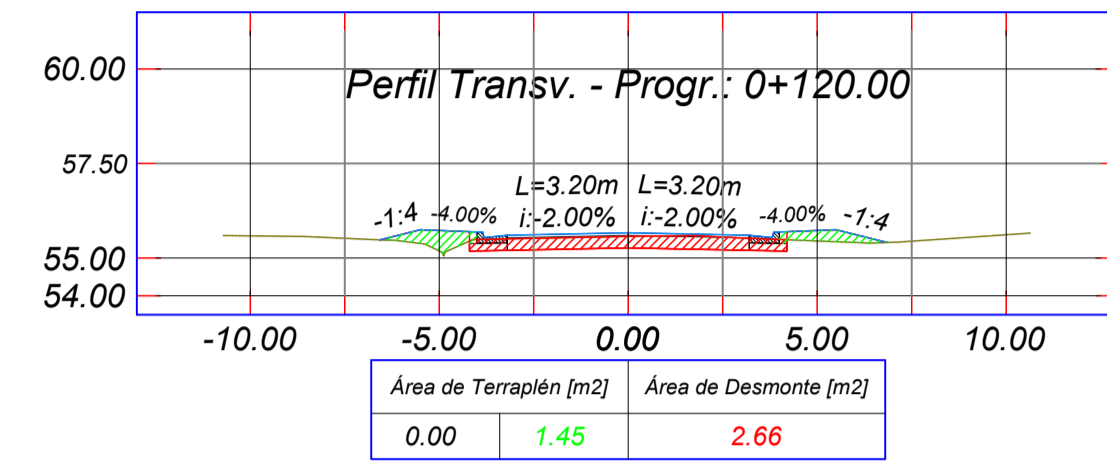 60.00
Perfil Transv. - Progr.: 0+120.00
57.50
L=3.20m L=3.20m
-1:4 -4.00% i:-2.00% i:-2.00% -4.00% -1:4
55.00
54.00
-10.00 -5.00 0.00 5.00 10.00
Área de Terraplén [m2] Área de Desmonte [m2]
0.00 1.45 2.66